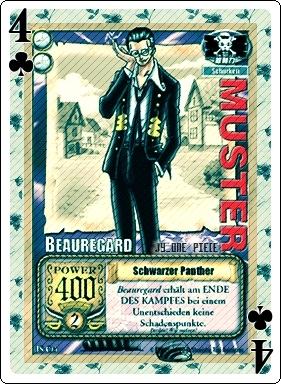 4
Schurken
MUSTER
BEAUREGARD
ONE PIECE
POWER
400
2
Schwarzer Panther
Beauregard erhält am ENDE
DES KAMPFES bei einem
Unentschieden keine
Schadenspunkte.
4